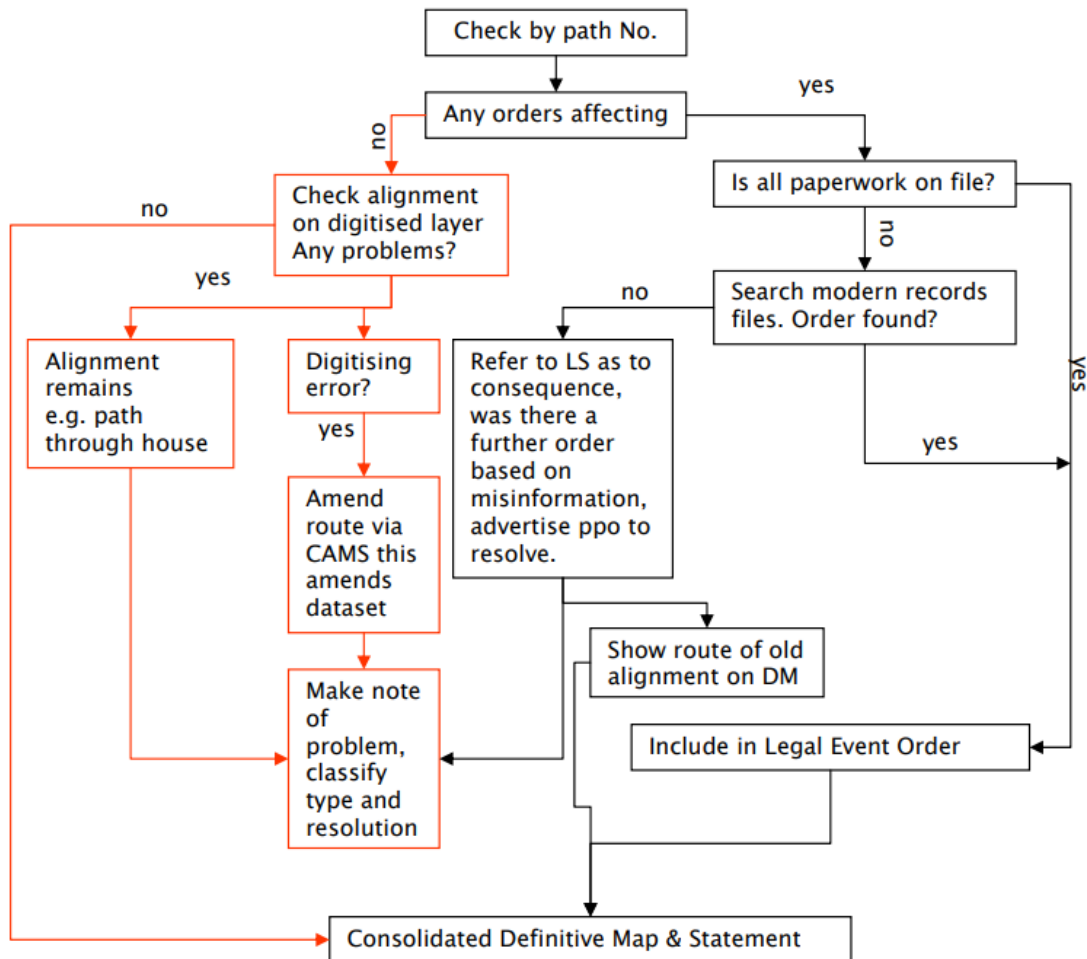 Check by path No.
Any orders affecting
yes
no
Check alignment
on digitised layer
Any problems?
no
Is all paperwork on file?
yes
no
yes
Search modern records
files. Order found?
no
yes
Alignment
remains
e.g. path
through house
Digitising
error?
yes
Refer to LS as to
consequence,
was there a
further order
based on
misinformation,
advertise ppo to
resolve.
Amend
route via
CAMS this
amends
dataset
Show route of old
alignment on DM
Make note
of
problem,
classify
type and
resolution
Include in Legal Event Order
Consolidated Definitive Map & Statement